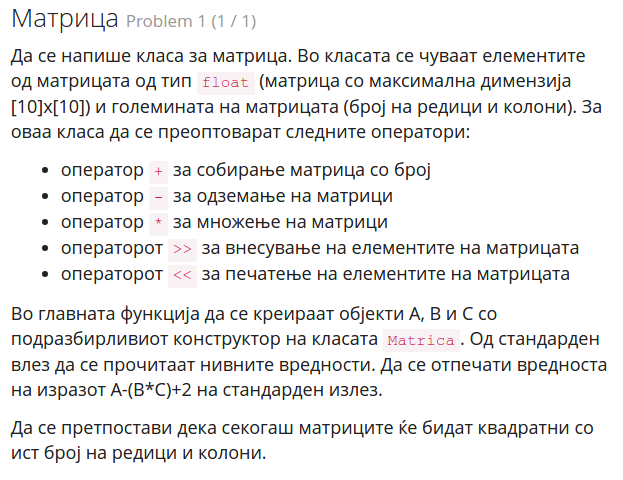 Матрица Problem 1 (1 / 1)
Да се напише класа за матрица. Во класата се чуваат елементите
од матрицата од тип float (матрица со максимална димензија
[10]x[10]) и големината на матрицата (број на редици и колони). За
оваа класа да се преоптоварат следните оператори:
• оператор + за собирање матрица со број
• оператор - за одземање на матрици
• оператор * за множење на матрици
• операторот >> за внесување на елементите на матрицата
• операторот << за печатење на елементите на матрицата
Во главната функција да се креираат објекти А, B и C со
подразбирливиот конструктор на класата Matrica. Од стандарден
влез да се прочитаат нивните вредности. Да се отпечати вредноста
на изразот A-(B*C)+2 на стандарден излез.
Да се претпостави дека секогаш матриците ќе бидат квадратни со
ист број на редици и колони.